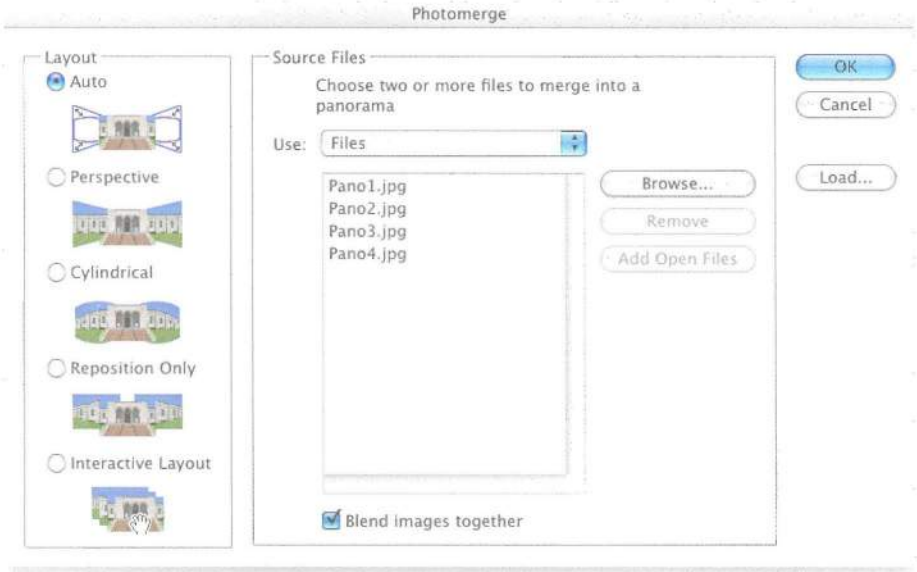 Photomerge
Layout
Auto
Perspective
Cylindrical
Reposition Only
Interactive Layout
Source Files
Choose two or more files to merge into a
panorama
Use: Files
Pano1.jpg
Pano2.jpg
Pano3.jpg
Pano4.jpg
Browse...
Remove
Add Open Files
Blend images together
OK
Cancel
Load...